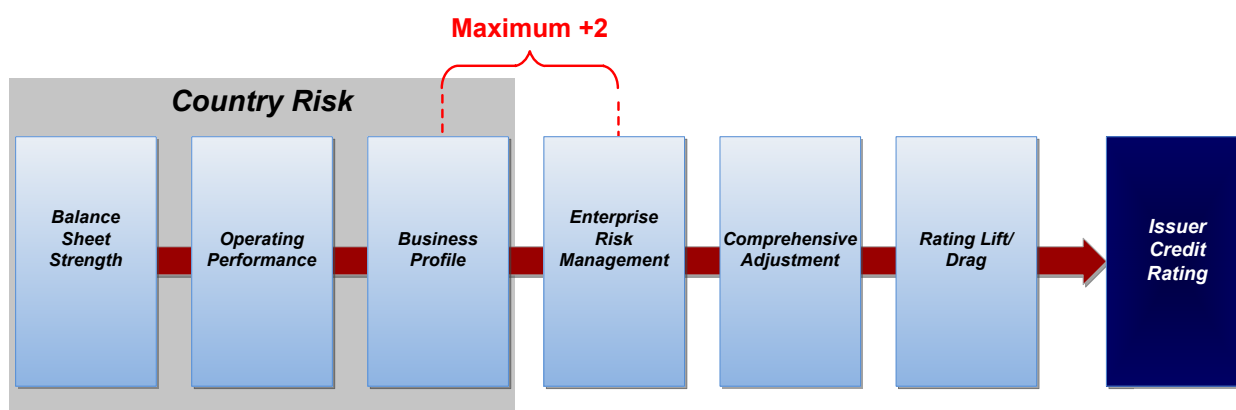 Maximum +2
Country Risk
Balance
Sheet
Strength
Operating
Performance
Business
Profile
Enterprise
Risk
Management
Comprehensive
Adjustment
Rating Lift/
Drag
Issuer
Credit
Rating